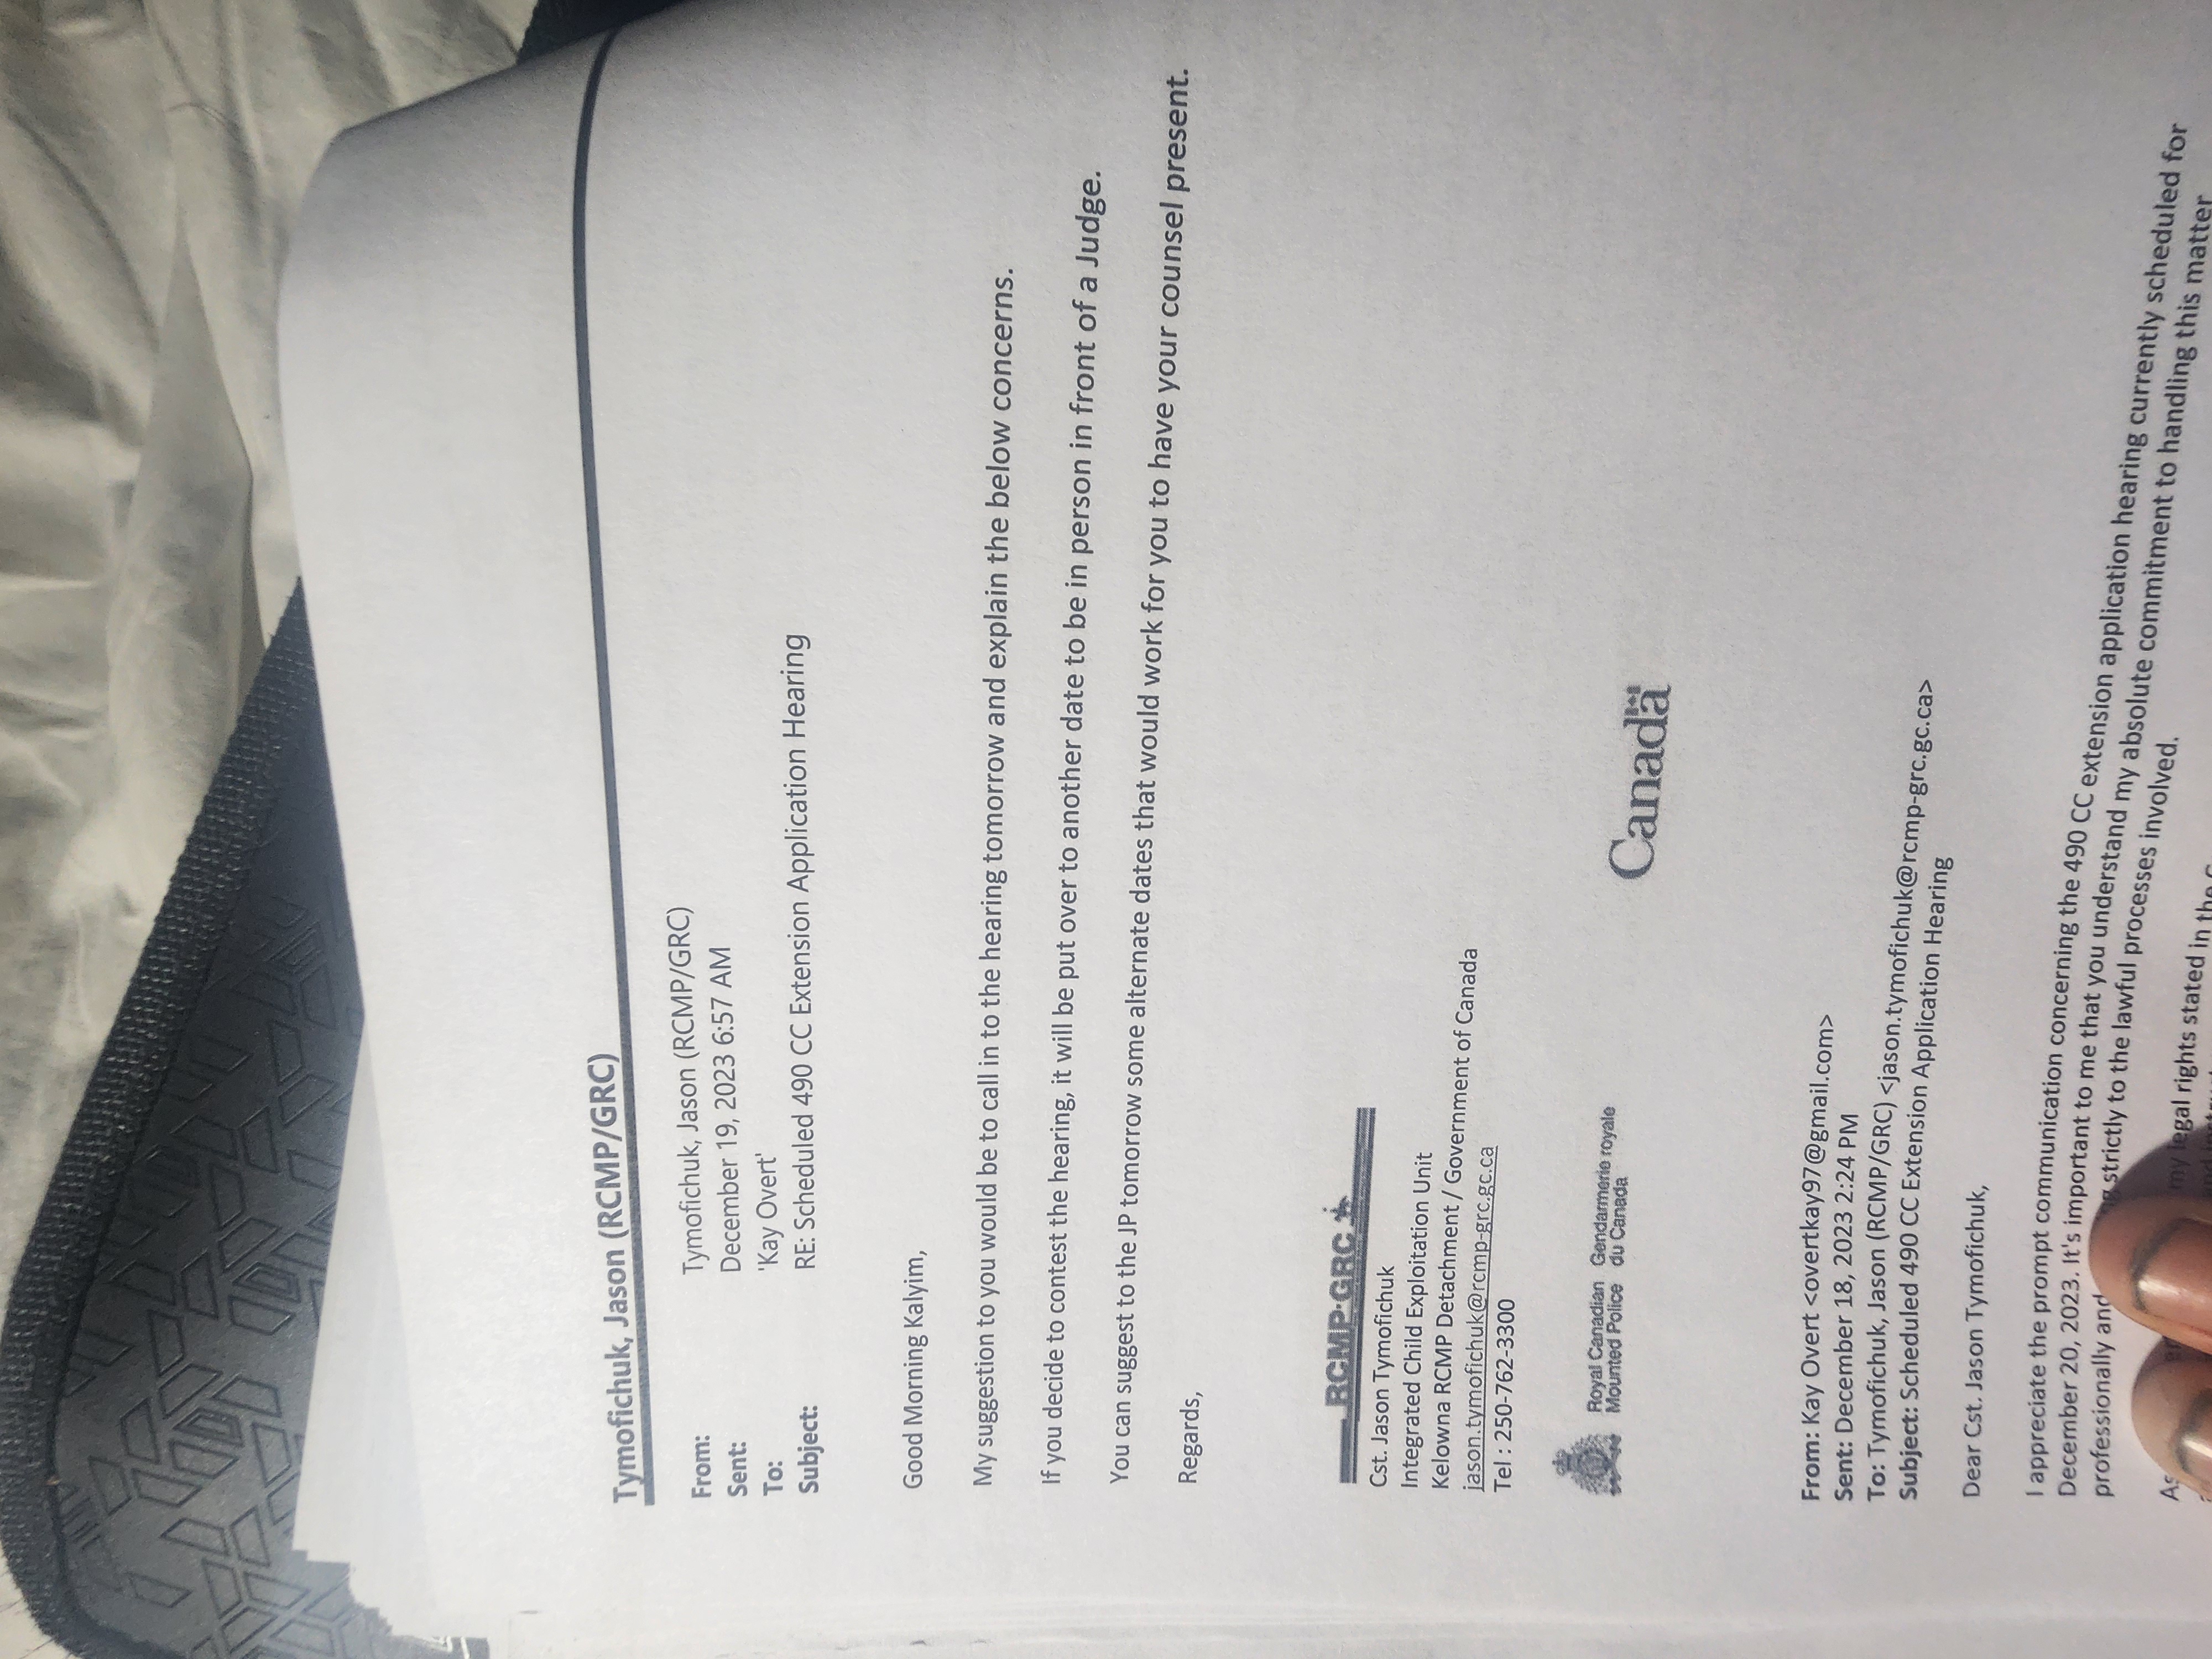 Tymofichuk, Jason (RCMP/GRC)
From: Tymofichuk, Jason (RCMP/GRC)
Sent: December 19, 2023 6:57 AM
To: 'Kay Overt'
Subject: RE: Scheduled 490 CC Extension Application Hearing
Good Morning Kalyim,
My suggestion to you would be to call in to the hearing tomorrow and explain the below concerns.
If you decide to contest the hearing, it will be put over to another date to be in person in front of a Judge.
You can suggest to the JP tomorrow some alternate dates that would work for you to have your counsel present.
Regards,
RCMP·GRC
Cst. Jason Tymofichuk
Integrated Child Exploitation Unit
Kelowna RCMP Detachment / Government of Canada
jason.tymofichuk@rcmp-grc.gc.ca
Tel : 250-762-3300
Royal Canadian Gendarmerie royale
Mounted Police du Canada
Canada
From: Kay Overt <overtkay97@gmail.com>
Sent: December 18, 2023 2:24 PM
To: Tymofichuk, Jason (RCMP/GRC) <jason.tymofichuk@rcmp-grc.gc.ca>
Subject: Scheduled 490 CC Extension Application Hearing
Dear Cst. Jason Tymofichuk,
I appreciate the prompt communication concerning the 490 CC extension application hearing currently scheduled for
December 20, 2023. It's important to me that you understand my absolute commitment to handling this matter
professionally and strictly to the lawful processes involved.
my legal rights stated in the